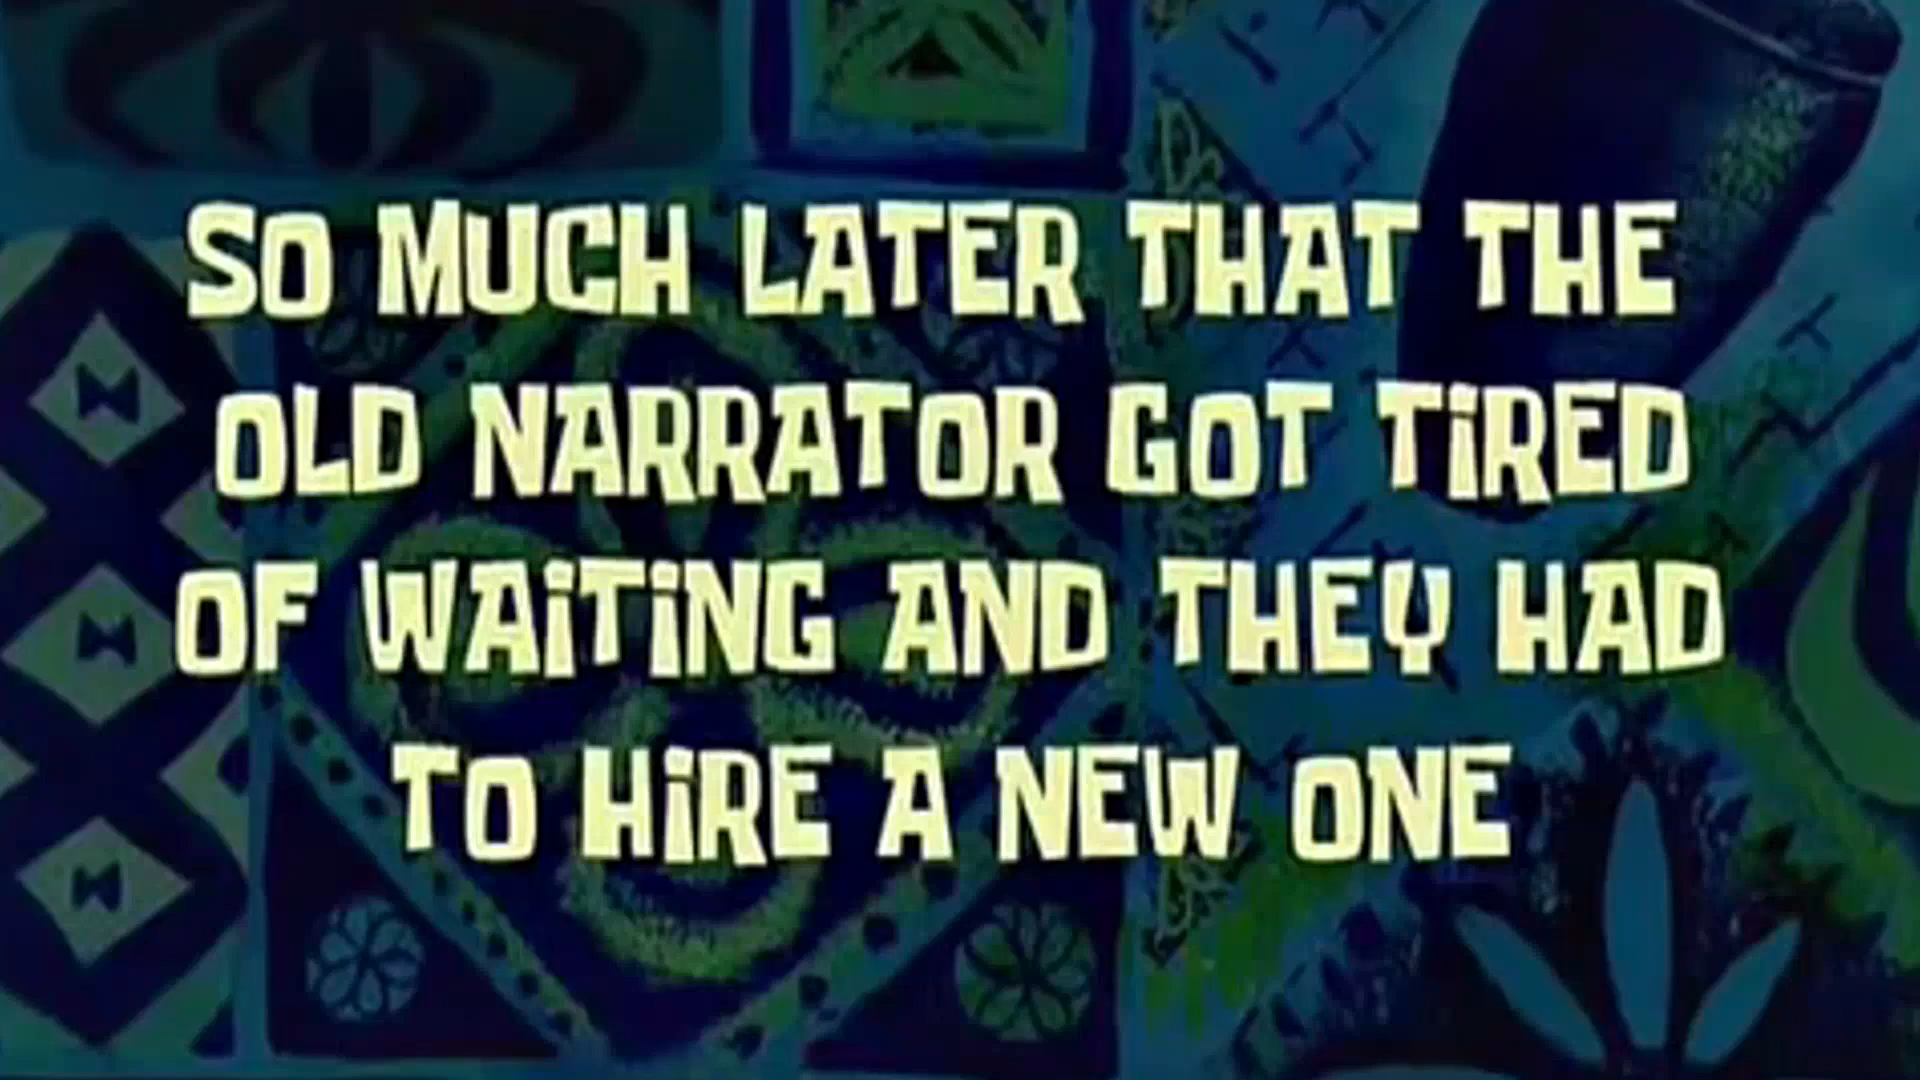 SO MUCH LATER THAT THE
OLD NARRATOR GOT TiRED
OF WAiTiNG AND THEY HAD
TO HiRE A NEW ONE